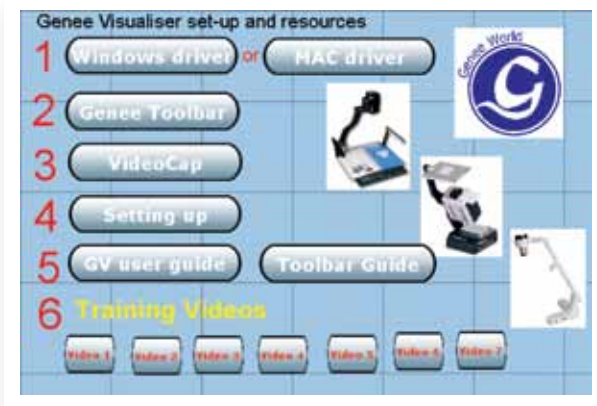 Genee Visualiser set-up and resources
1 Windows driver or MAC driver
Genee World
G
2 Genee Toolbar
3 VideoCap
4 Setting up
5 GV user guide Toolbar Guide
6 Training Videos
Video 1 Video 2 Video 3 Video 4 Video 5 Video 6 Video 7